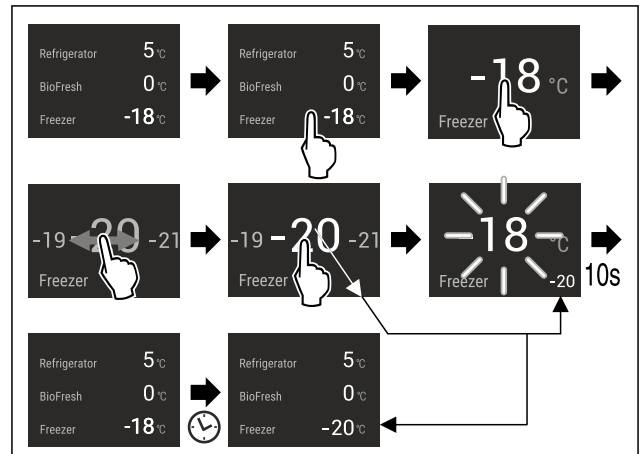 Refrigerator 5 °C
BioFresh 0 °C
Freezer -18 °C
Refrigerator 5 °C
BioFresh 0 °C
Freezer -18 °C
-18 °C
Freezer
-19 -20 -21
Freezer
-19 -20 -21
Freezer
-18 °C
Freezer -20
10s
Refrigerator 5 °C
BioFresh 0 °C
Freezer -18 °C
Refrigerator 5 °C
BioFresh 0 °C
Freezer -20 °C